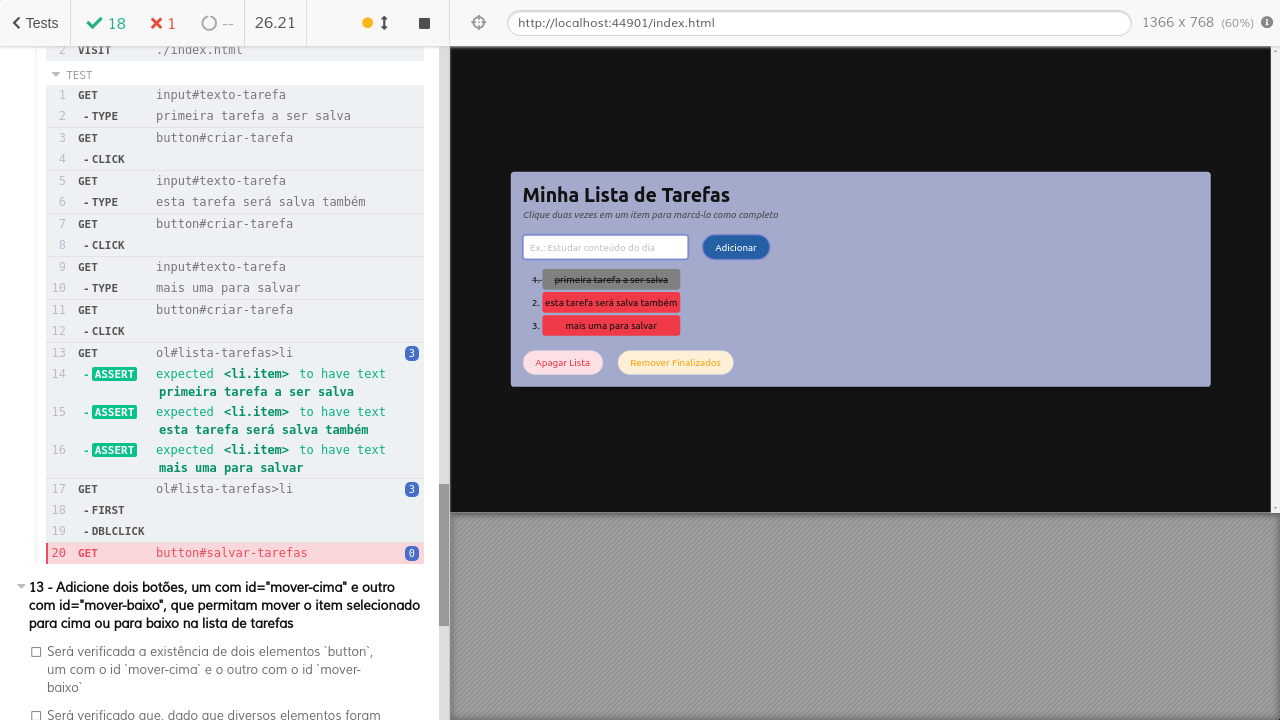 Tests 18 1 -- 26.21 http://localhost:44901/index.html 1366 x 768 (60%)
2 VISIT ./index.html
TEST
1 GET input#texto-tarefa
2 - TYPE primeira tarefa a ser salva
3 GET button#criar-tarefa
4 - CLICK
5 GET input#texto-tarefa
6 - TYPE esta tarefa será salva também
7 GET button#criar-tarefa
8 - CLICK
9 GET input#texto-tarefa
10 - TYPE mais uma para salvar
11 GET button#criar-tarefa
12 - CLICK
13 GET ol#lista-tarefas>li 3
14 - ASSERT expected <li.item> to have text
primeira tarefa a ser salva
15 - ASSERT expected <li.item> to have text
esta tarefa será salva também
16 - ASSERT expected <li.item> to have text
mais uma para salvar
17 GET ol#lista-tarefas>li 3
18 - FIRST
19 - DBLCLICK
20 GET button#salvar-tarefas 0
13 - Adicione dois botões, um com id="mover-cima" e outro
com id="mover-baixo", que permitam mover o item selecionado
para cima ou para baixo na lista de tarefas
Será verificada a existência de dois elementos `button`,
um com o id `mover-cima` e o outro com o id `mover-
baixo`
Será verificado que, dado que diversos elementos foram
Minha Lista de Tarefas
Clique duas vezes em um item para marcá-lo como completo
Ex.: Estudar conteúdo do dia Adicionar
1. primeira tarefa a ser salva
2. esta tarefa será salva também
3. mais uma para salvar
Apagar Lista Remover Finalizados